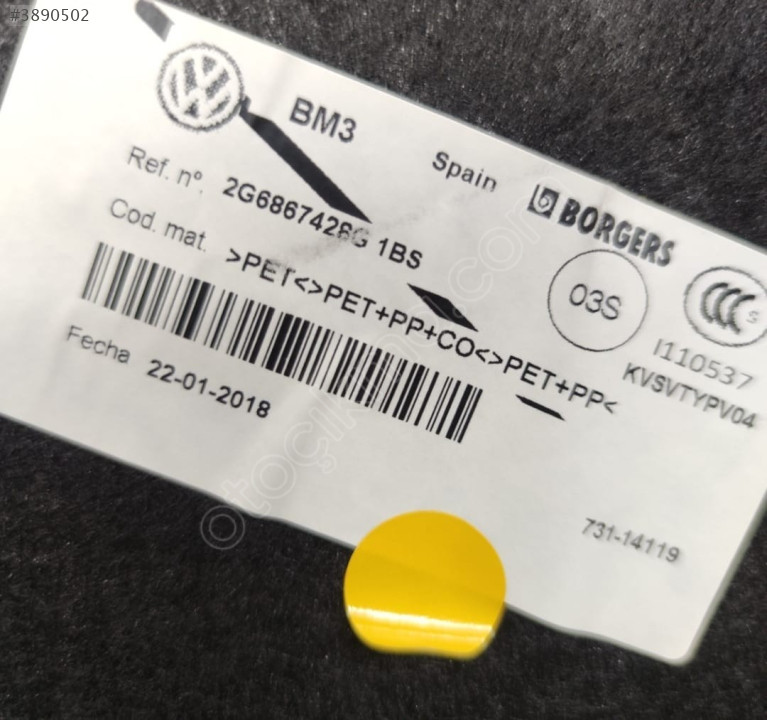 #3890502
BM3
Spain
BORGERS
Ref. nº. 2G6867428G 1BS
Cod. mat. >PET<>PET+PP+CO<>PET+PP<
03S
CCC S
I110537
KVSVTYPV04
Fecha 22-01-2018
731-14119